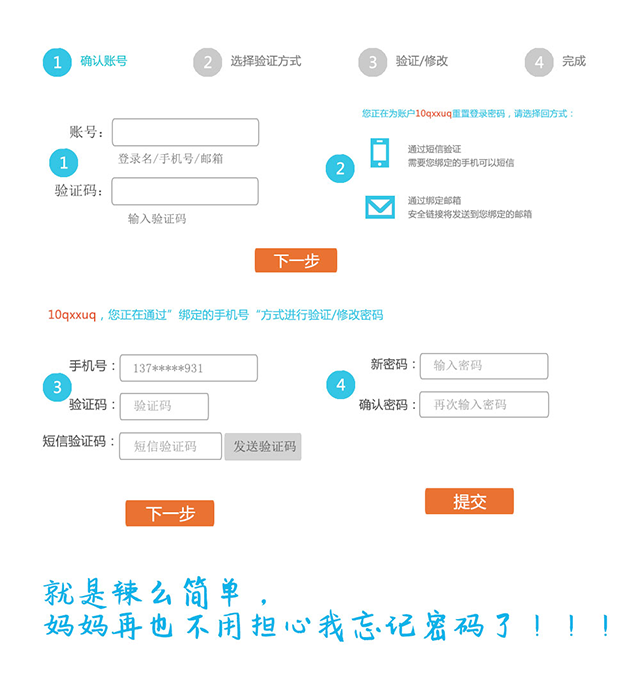 1 确认账号 2 选择验证方式 3 验证/修改 4 完成
账号：
登录名/手机号/邮箱
1
验证码：
输入验证码
您正在为账户10qxxuq重置登录密码，请选择回方式：
2
通过短信验证
需要您绑定的手机可以短信
通过绑定邮箱
安全链接将发送到您绑定的邮箱
下一步
10qxxuq，您正在通过”绑定的手机号“方式进行验证/修改密码
3
手机号： 137*****931
验证码： 验证码
短信验证码： 短信验证码 发送验证码
下一步
4
新密码： 输入密码
确认密码： 再次输入密码
提交
就是辣么简单，
妈妈再也不用担心我忘记密码了！！！